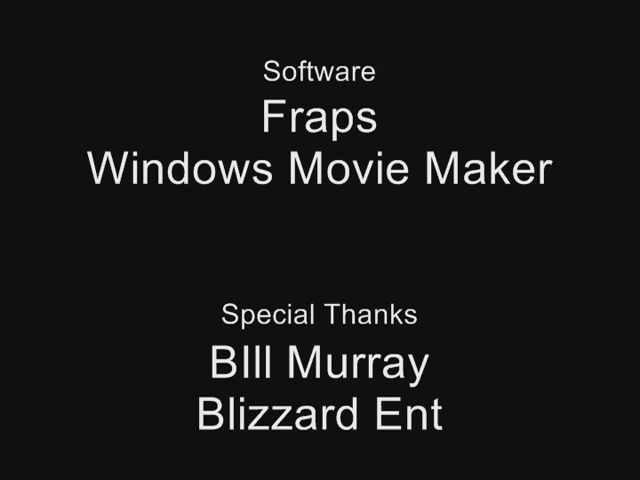 Software
Fraps
Windows Movie Maker
Special Thanks
BIll Murray
Blizzard Ent